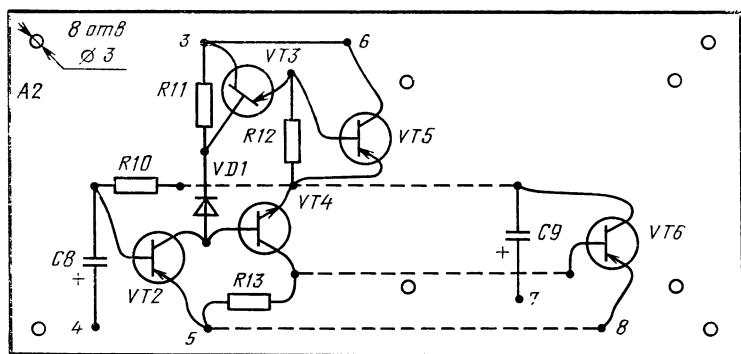 8 отв
Ø 3
А2
3
6
VT3
R11
R12
VT5
R10
VD1
VT4
C8
+
VT2
R13
C9
+
VT6
4
5
7
8